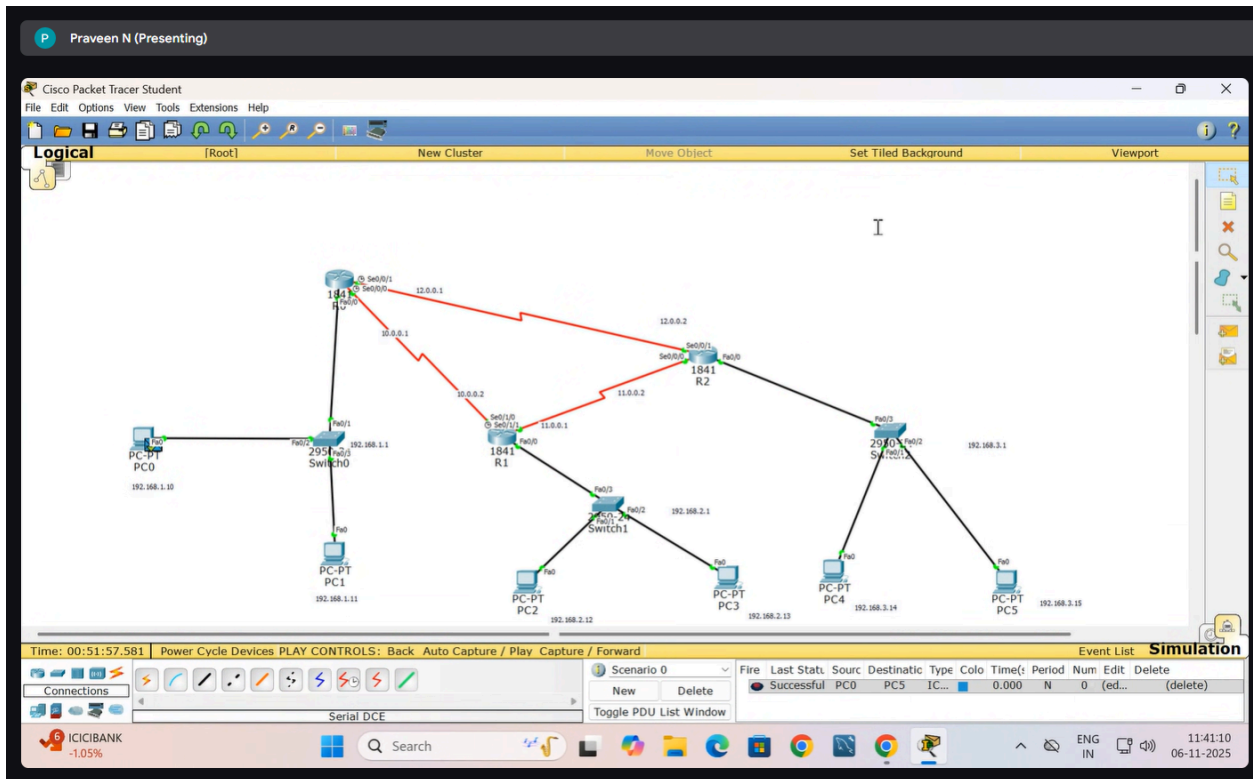 P Praveen N (Presenting)
Cisco Packet Tracer Student
File Edit Options View Tools Extensions Help
Logical [Root] New Cluster Move Object Set Tiled Background Viewport
Se0/0/1
Se0/0/0
1841
Fa0/0
12.0.0.1
10.0.0.1
12.0.0.2
Se0/0/1
Se0/0/0 Fa0/0
1841
R2
10.0.0.2
11.0.0.2
Se0/1/0
Se0/1/1 11.0.0.1
Fa0/0
1841
R1
Fa0/1
Fa0/2 192.168.1.1
Fa0/3
Switch0
Fa0
PC-PT
PC0
192.168.1.10
Fa0/3
Fa0/2 192.168.3.1
Fa0/1
Fa0/3
Fa0/2 192.168.2.1
Fa0/1
Switch1
Fa0
PC-PT
PC1
192.168.1.11
Fa0
PC-PT
PC2
192.168.2.12
Fa0
PC-PT
PC3
192.168.2.13
Fa0
PC-PT
PC4
192.168.3.14
Fa0
PC-PT
PC5
192.168.3.15
Time: 00:51:57.581 Power Cycle Devices PLAY CONTROLS: Back Auto Capture / Play Capture / Forward Event List Simulation
Connections
Serial DCE
Scenario 0
New Delete
Toggle PDU List Window
Fire Last Statu Sourc Destinatic Type Colo Time(s Period Num Edit Delete
Successful PC0 PC5 IC... 0.000 N 0 (ed... (delete)
6 ICICIBANK
-1.05%
Search
ENG
IN
11:41:10
06-11-2025